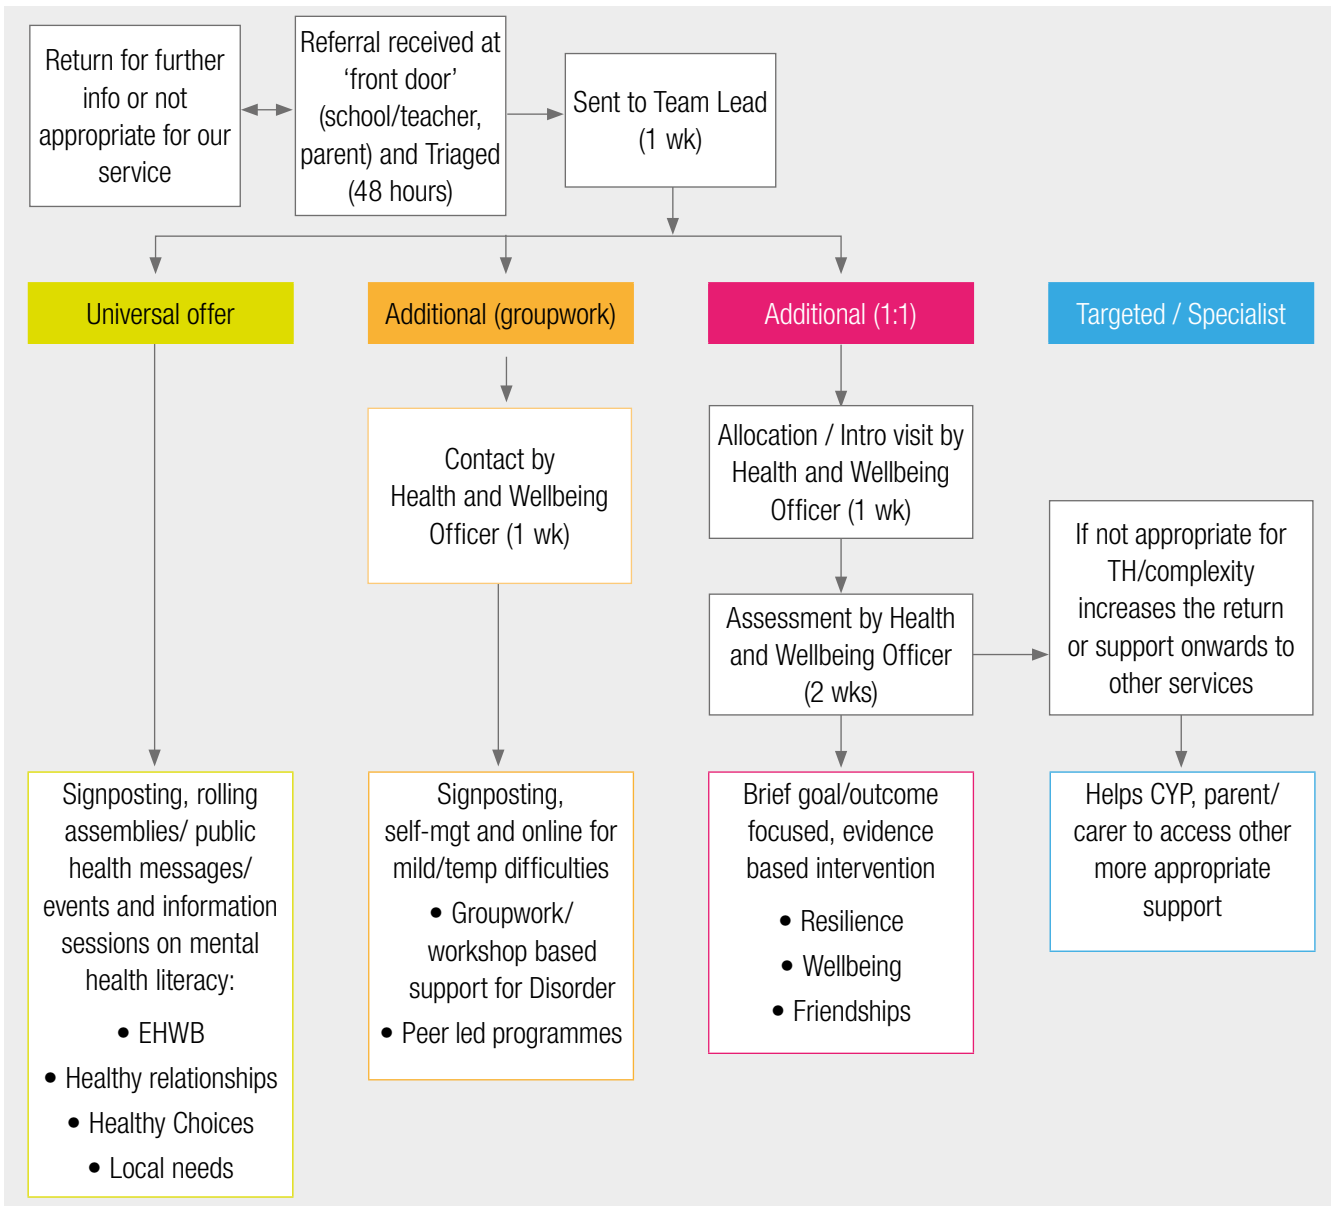 Return for further
info or not
appropriate for our
service
Referral received at
‘front door’
(school/teacher,
parent) and Triaged
(48 hours)
Sent to Team Lead
(1 wk)
Universal offer
Additional (groupwork)
Additional (1:1)
Targeted / Specialist
Contact by
Health and Wellbeing
Officer (1 wk)
Allocation / Intro visit by
Health and Wellbeing
Officer (1 wk)
Assessment by Health
and Wellbeing Officer
(2 wks)
If not appropriate for
TH/complexity
increases the return
or support onwards to
other services
Signposting, rolling
assemblies/ public
health messages/
events and information
sessions on mental
health literacy:
• EHWB
• Healthy relationships
• Healthy Choices
• Local needs
Signposting,
self-mgt and online for
mild/temp difficulties
• Groupwork/
workshop based
support for Disorder
• Peer led programmes
Brief goal/outcome
focused, evidence
based intervention
• Resilience
• Wellbeing
• Friendships
Helps CYP, parent/
carer to access other
more appropriate
support